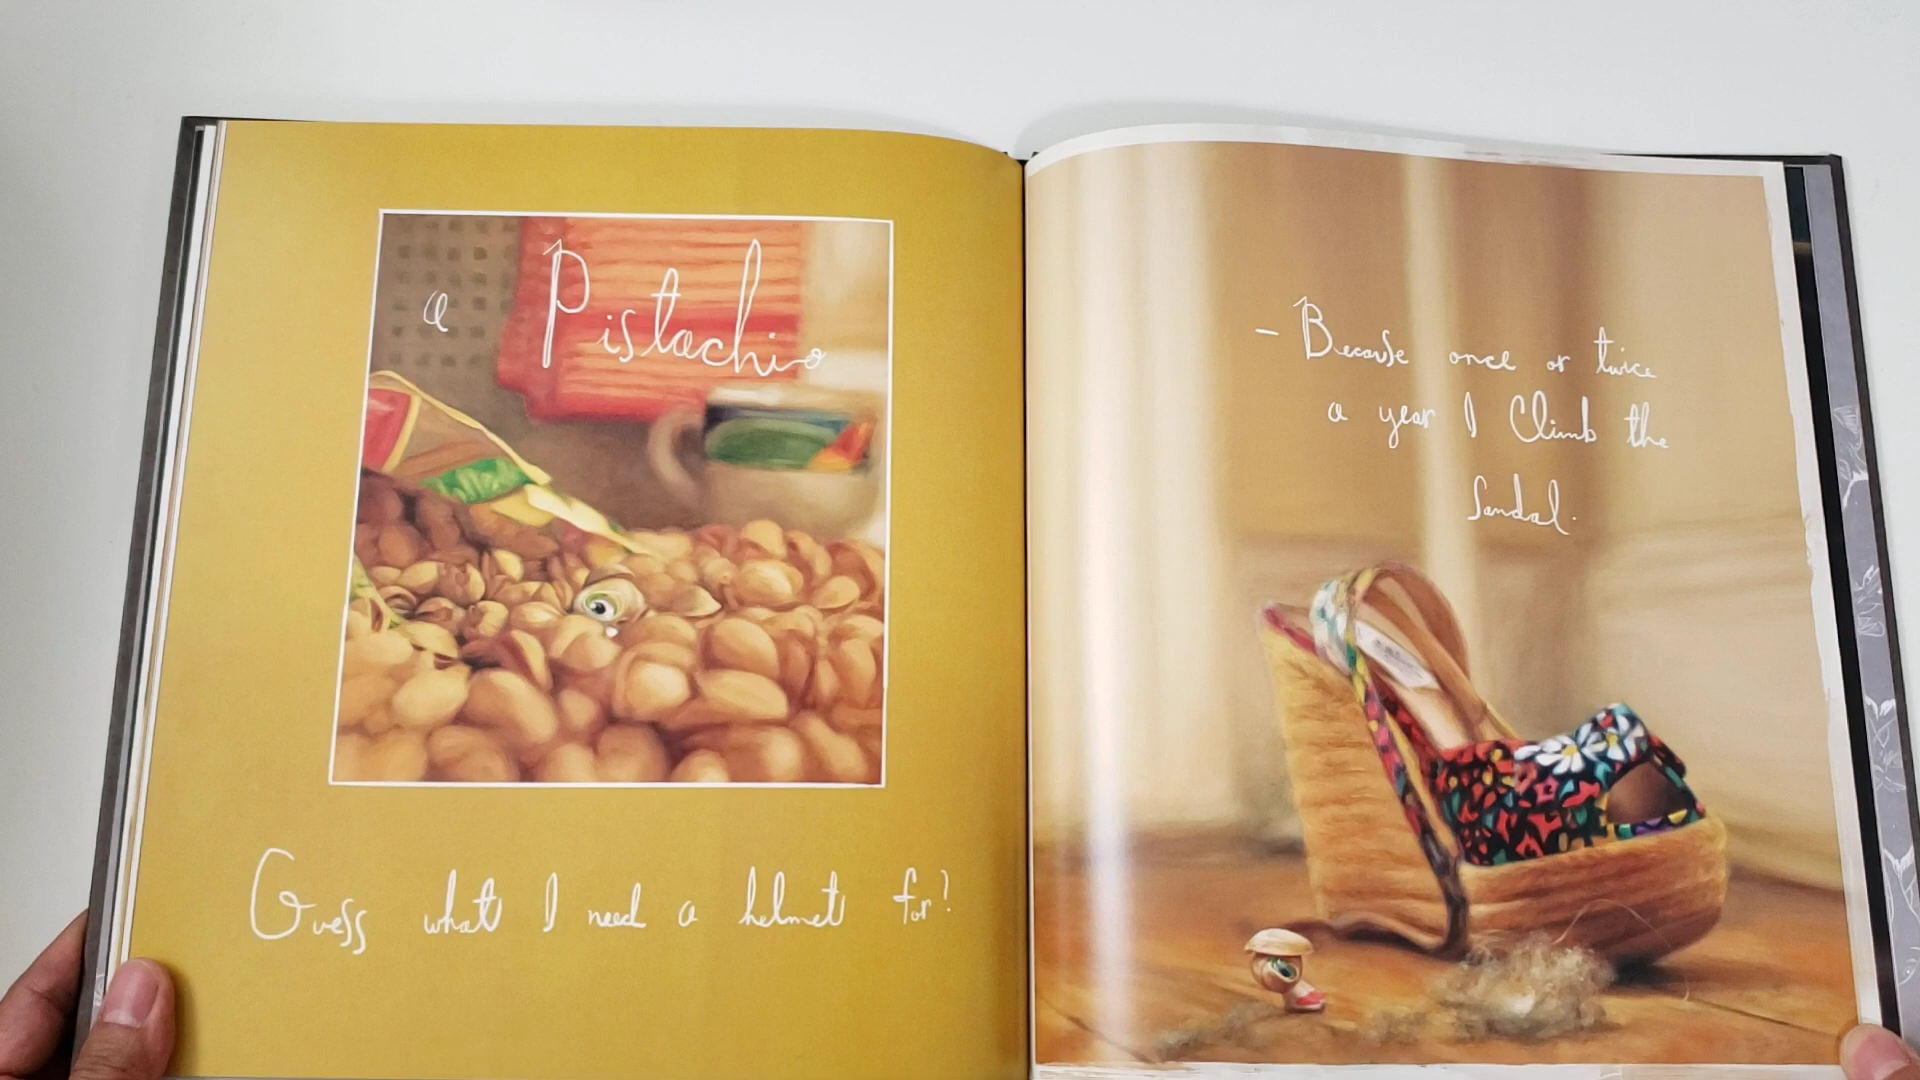 a Pistachio
Guess what I need a helmet for?
- Because once or twice
a year I Climb the
Sandal.